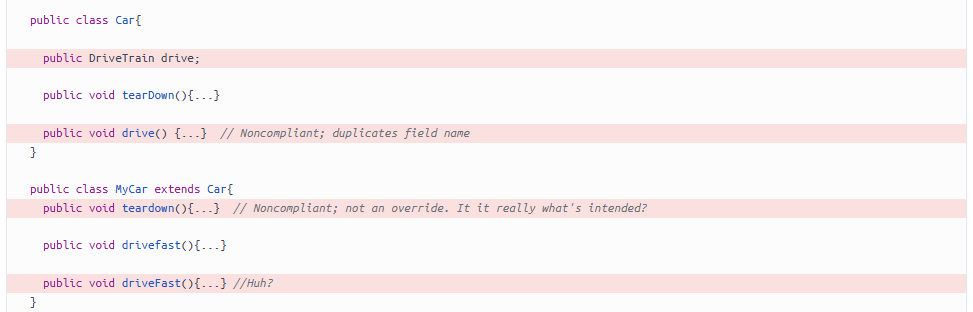 public class Car{
public DriveTrain drive;
public void tearDown(){...}
public void drive() {...}  // Noncompliant; duplicates field name
}
public class MyCar extends Car{
public void teardown(){...}  // Noncompliant; not an override. It it really what's intended?
public void drivefast(){...}
public void driveFast(){...} //Huh?
}